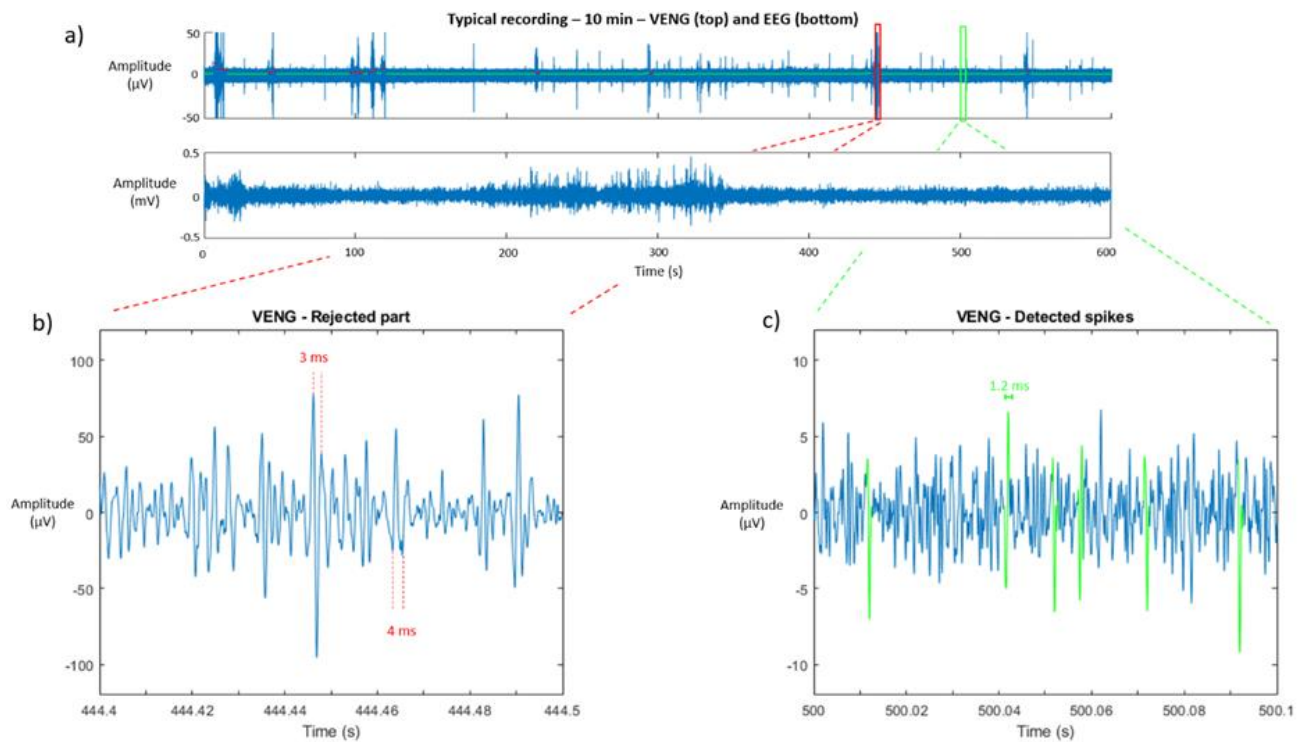 Typical recording – 10 min – VENG (top) and EEG (bottom)
a)
50
Amplitude
(µV)
0
-50
0.5
Amplitude
(mV)
0
-0.5
0 100 200 300 400 500 600
Time (s)
b)
VENG - Rejected part
3 ms
100
50
Amplitude
(µV)
0
-50
4 ms
-100
444.4 444.42 444.44 444.46 444.48 444.5
Time (s)
c)
VENG - Detected spikes
10
1.2 ms
5
Amplitude
(µV)
0
-5
-10
500 500.02 500.04 500.06 500.08 500.1
Time (s)